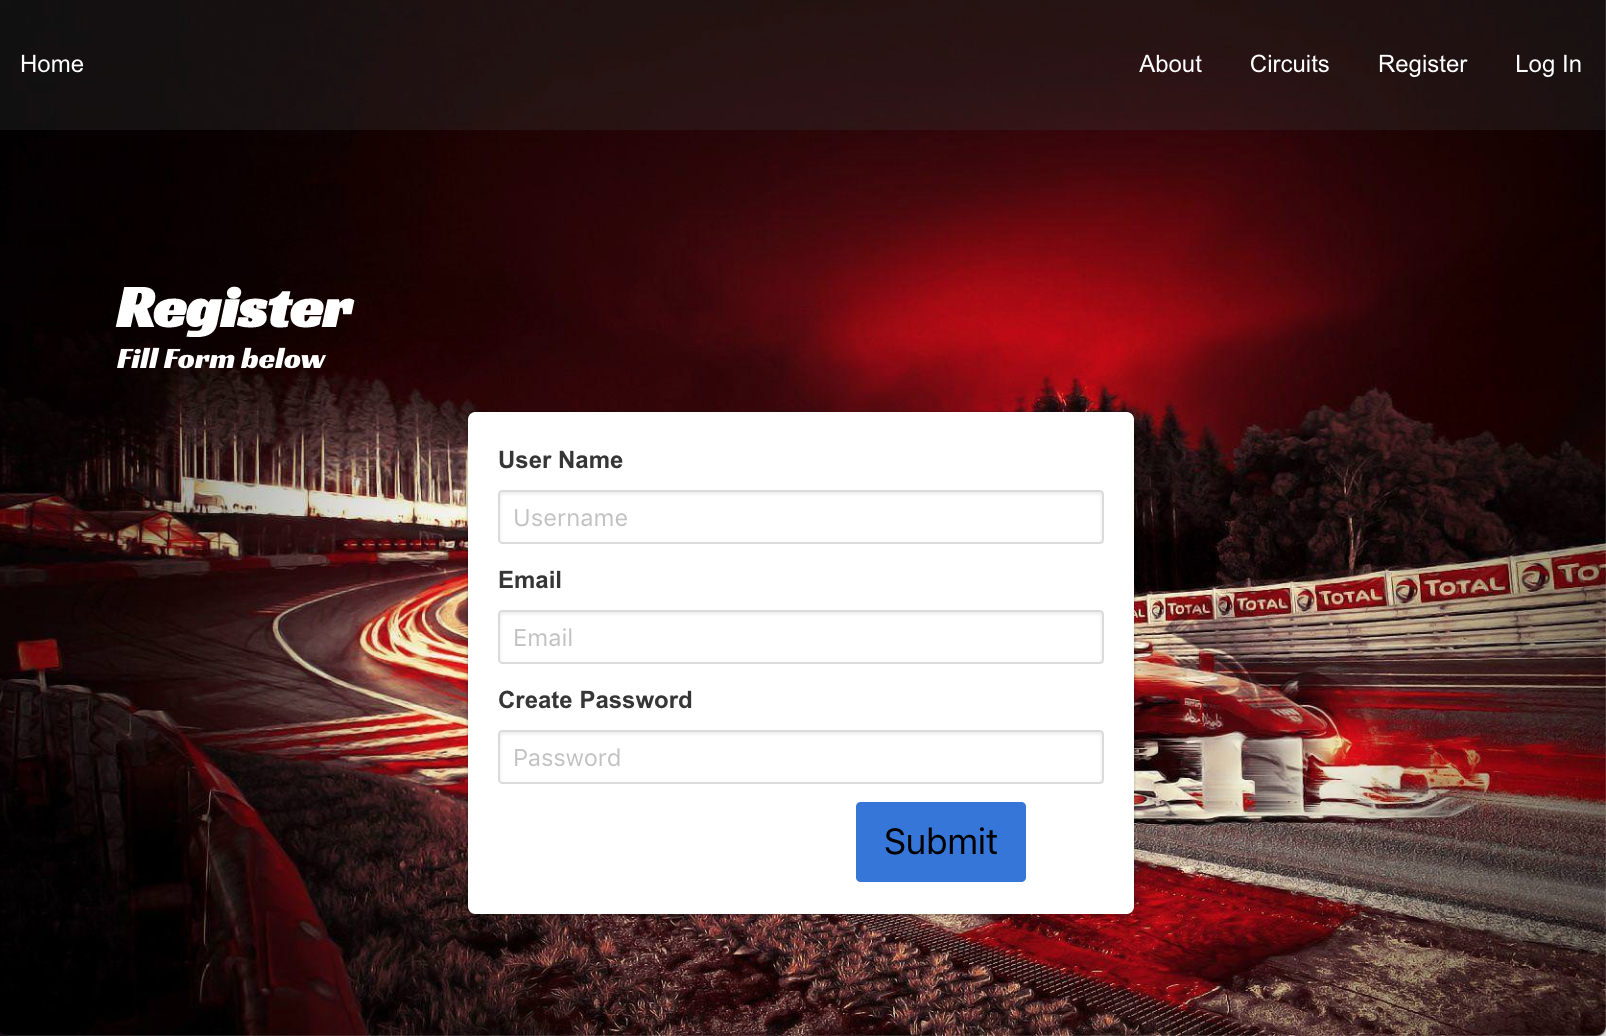 Home
About
Circuits
Register
Log In
Register
Fill Form below
User Name
Username
Email
Email
TOTAL
TOTAL
TOTAL
TOTAL
Create Password
Password
Submit